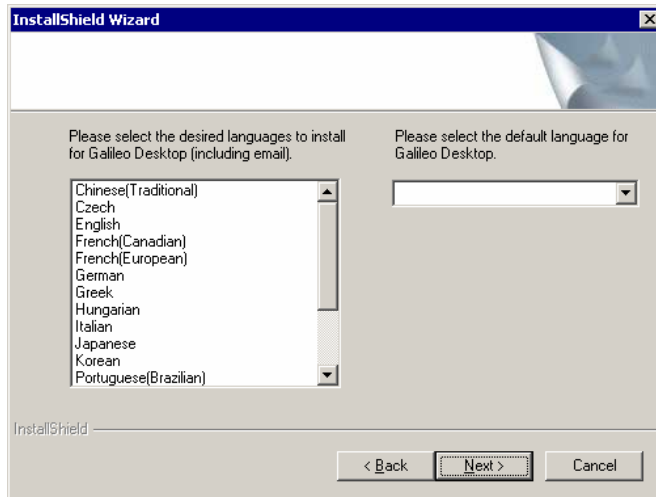 InstallShield Wizard
Please select the desired languages to install
for Galileo Desktop (including email).
Please select the default language for
Galileo Desktop.
Chinese(Traditional)
Czech
English
French(Canadian)
French(European)
German
Greek
Hungarian
Italian
Japanese
Korean
Portuguese(Brazilian)
InstallShield
< Back
Next >
Cancel